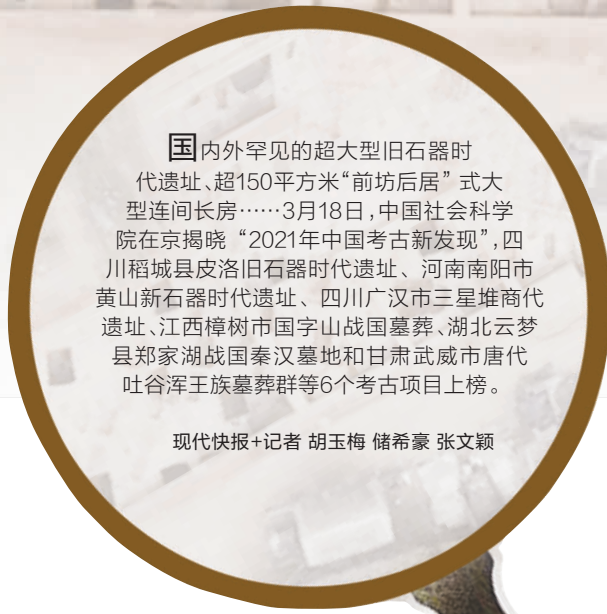 国内外罕见的超大型旧石器时
代遗址、超150平方米“前坊后居”式大
型连间长房……3月18日,中国社会科学
院在京揭晓“2021年中国考古新发现”,四
川稻城县皮洛旧石器时代遗址、河南南阳市
黄山新石器时代遗址、四川广汉市三星堆商代
遗址、江西樟树市国字山战国墓葬、湖北云梦
县郑家湖战国秦汉墓地和甘肃武威市唐代
吐谷浑王族墓葬群等6个考古项目上榜。
现代快报+记者 胡玉梅 储希豪 张文颖